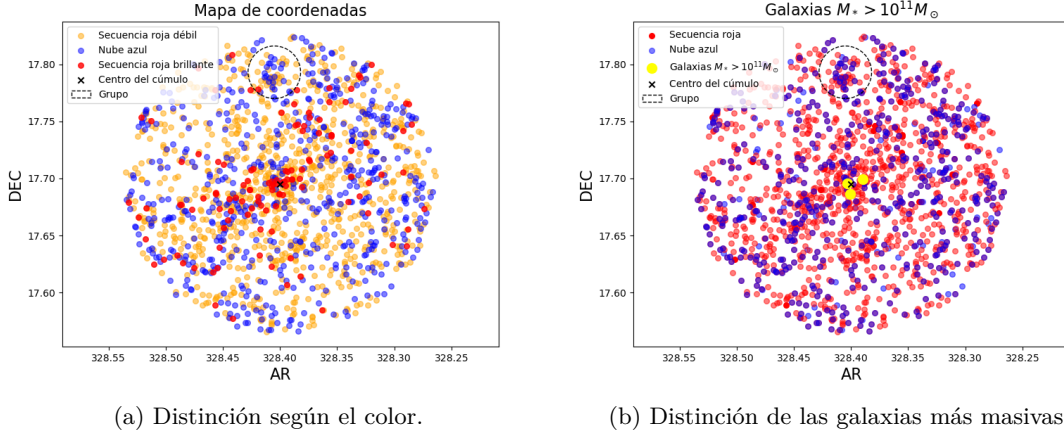 Mapa de coordenadas
Secuencia roja débil
Nube azul
Secuencia roja brillante
Centro del cúmulo
Grupo
DEC
17.80
17.75
17.70
17.65
17.60
328.55 328.50 328.45 328.40 328.35 328.30 328.25
AR
(a) Distinción según el color.
Galaxias M* > 10¹¹M⊙
Secuencia roja
Nube azul
Galaxias M* > 10¹¹M⊙
Centro del cúmulo
Grupo
DEC
17.80
17.75
17.70
17.65
17.60
328.55 328.50 328.45 328.40 328.35 328.30 328.25
AR
(b) Distinción de las galaxias más masivas